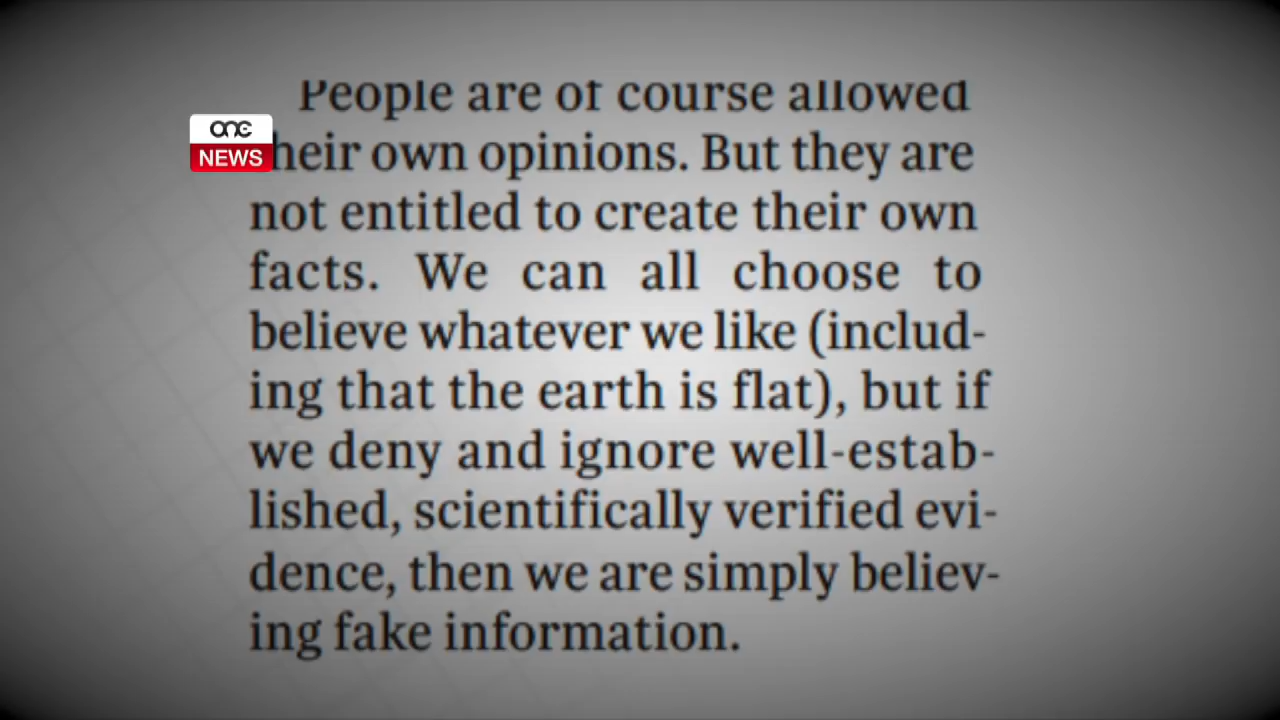 People are of course allowed
one
NEWS
heir own opinions. But they are
not entitled to create their own
facts. We can all choose to
believe whatever we like (includ-
ing that the earth is flat), but if
we deny and ignore well-estab-
lished, scientifically verified evi-
dence, then we are simply believ-
ing fake information.